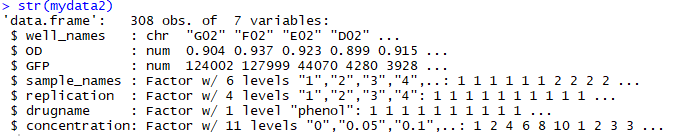 > str(mydata2)
'data.frame':   308 obs. of  7 variables:
 $ well_names   : chr  "G02" "F02" "E02" "D02" ...
 $ OD           : num  0.904 0.937 0.923 0.899 0.915 ...
 $ GFP          : num  124002 127999 44070 4280 3928 ...
 $ sample_names : Factor w/ 6 levels "1","2","3","4",..: 1 1 1 1 1 1 2 2 2 2 ...
 $ replication  : Factor w/ 4 levels "1","2","3","4": 1 1 1 1 1 1 1 1 1 1 ...
 $ drugname     : Factor w/ 1 level "phenol": 1 1 1 1 1 1 1 1 1 1 ...
 $ concentration: Factor w/ 11 levels "0","0.05","0.1",..: 1 2 4 6 8 10 1 2 3 3 ...